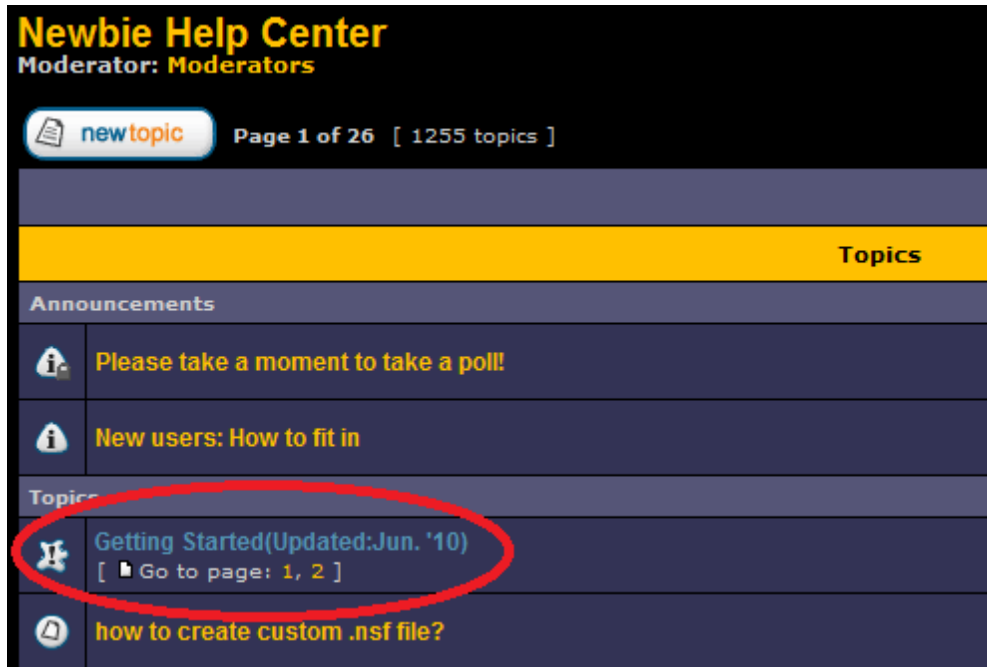 Newbie Help Center
Moderator: Moderators
newtopic Page 1 of 26 [ 1255 topics ]
Topics
Announcements
Please take a moment to take a poll!
New users: How to fit in
Topics
Getting Started(Updated:Jun. '10)
[ Go to page: 1, 2 ]
how to create custom .nsf file?